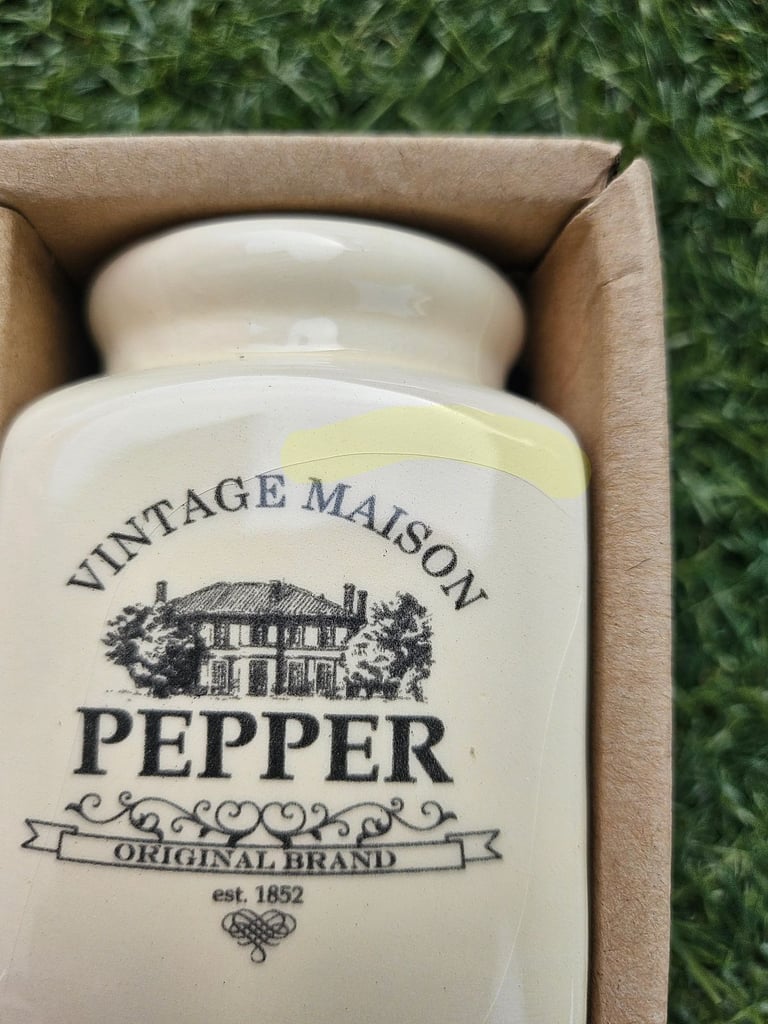 VINTAGE MAISON
PEPPER
ORIGINAL BRAND
est. 1852